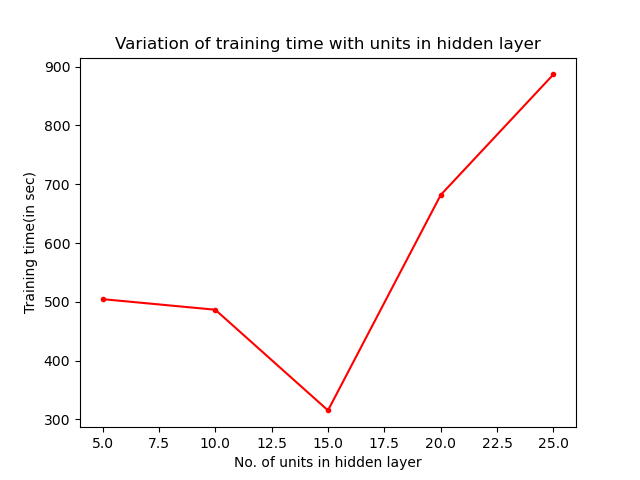 Variation of training time with units in hidden layer
900
800
700
600
500
400
300
Training time(in sec)
5.0 7.5 10.0 12.5 15.0 17.5 20.0 22.5 25.0
No. of units in hidden layer